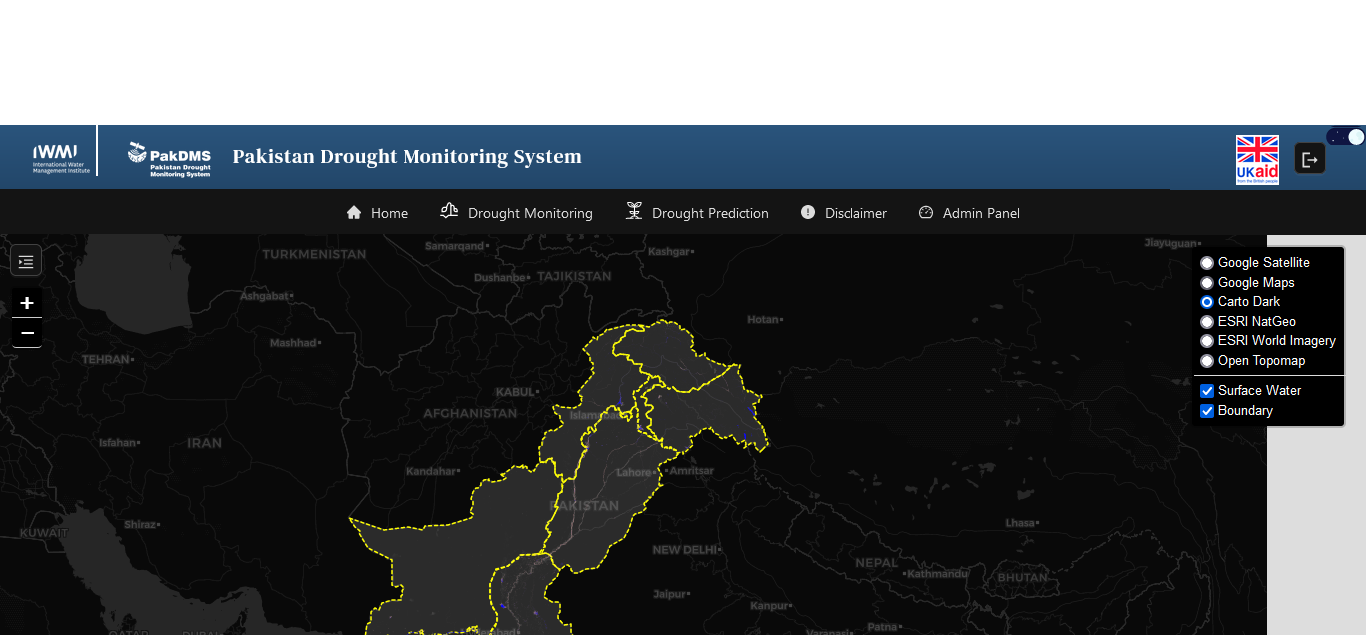 IWMI
International Water
Management Institute
PakDMS
Pakistan Drought
Monitoring System
Pakistan Drought Monitoring System
UKaid
from the British people
Home
Drought Monitoring
Drought Prediction
Disclaimer
Admin Panel
Google Satellite
Google Maps
Carto Dark
ESRI NatGeo
ESRI World Imagery
Open Topomap
Surface Water
Boundary
+
−
Samarqand
Kashgar
Jiayuguan
TURKMENISTAN
Dushanbe
TAJIKISTAN
Ashgabat
Hotan
Mashhad
TEHRAN
KABUL
AFGHANISTAN
Islamabad
Isfahan
IRAN
Kandahar
Lahore
Amritsar
PAKISTAN
Shiraz
Lhasa
KUWAIT
NEW DELHI
NEPAL
Kathmandu
BHUTAN
Jaipur
Kanpur
Patna
Varanasi
QATAR
DUBAI